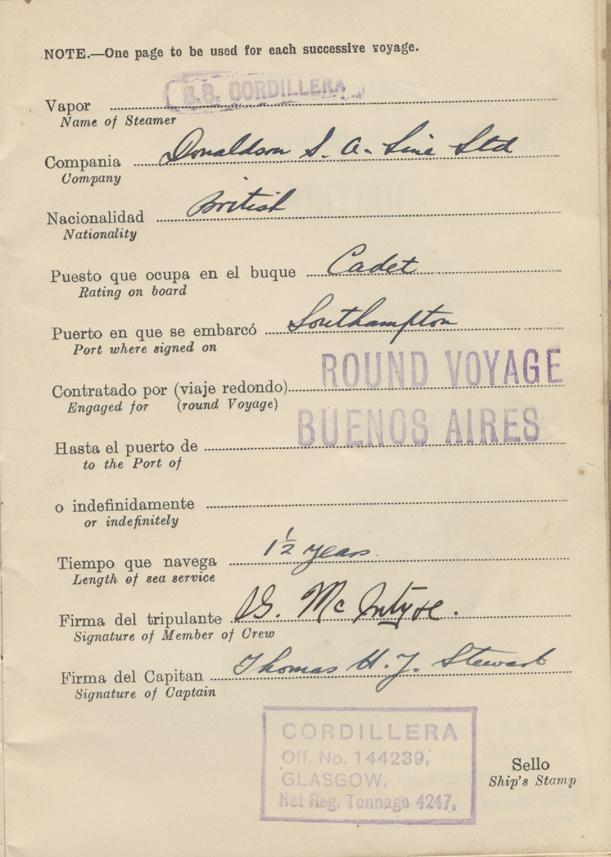 NOTE.—One page to be used for each successive voyage.
Vapor S.S. CORDILLERA
Name of Steamer
Compania Donaldson S. A. Line Ltd
Company
Nacionalidad British
Nationality
Puesto que ocupa en el buque Cadet
Rating on board
Puerto en que se embarcó Southampton
Port where signed on
Contratado por (viaje redondo) ROUND VOYAGE
Engaged for (round Voyage)
Hasta el puerto de BUENOS AIRES
to the Port of
o indefinidamente
or indefinitely
Tiempo que navega 1½ years.
Length of sea service
Firma del tripulante G. McIntyre.
Signature of Member of Crew
Firma del Capitan Thomas H. J. Stewart
Signature of Captain
CORDILLERA
Off. No. 144239,
GLASGOW.
Net Reg. Tonnage 4247,
Sello
Ship's Stamp